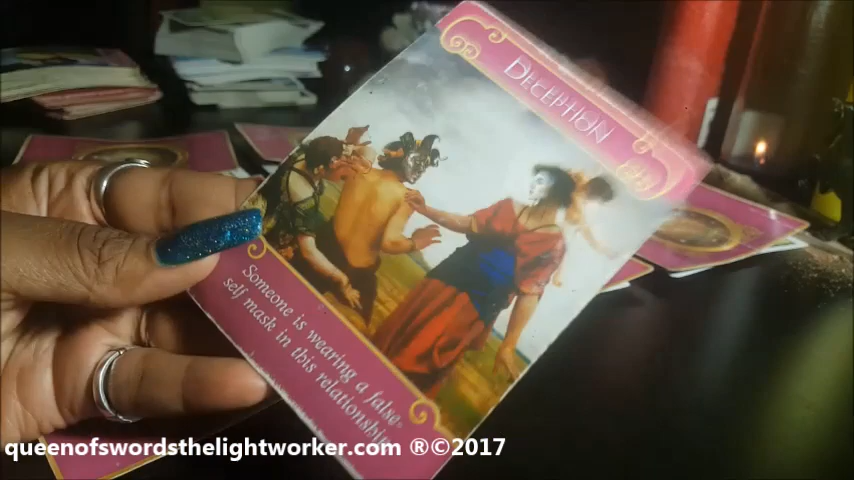 DECEPTION
Someone is wearing a false
self mask in this relationship.
queenofswordsthelightworker.com ®©2017